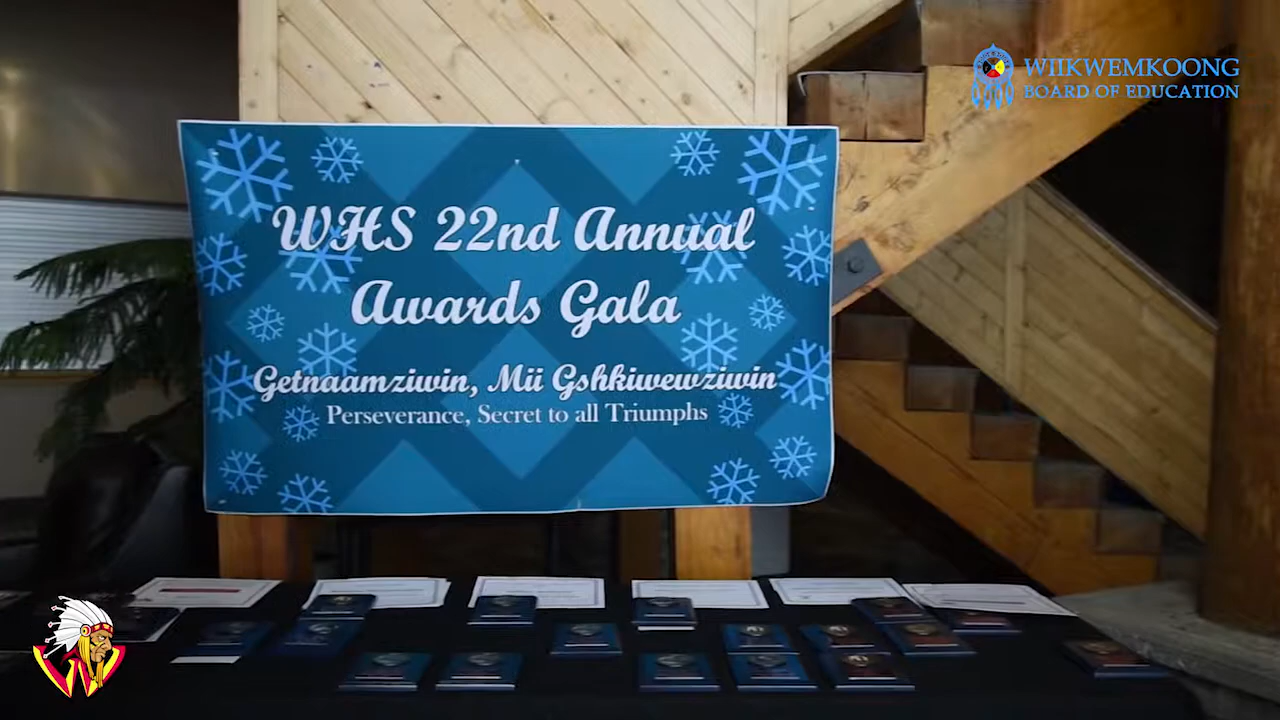 WIIKWEMKOONG
BOARD OF EDUCATION
WHS 22nd Annual
Awards Gala
Getnaamziwin, Mii Gshkiwewziwin
Perseverance, Secret to all Triumphs